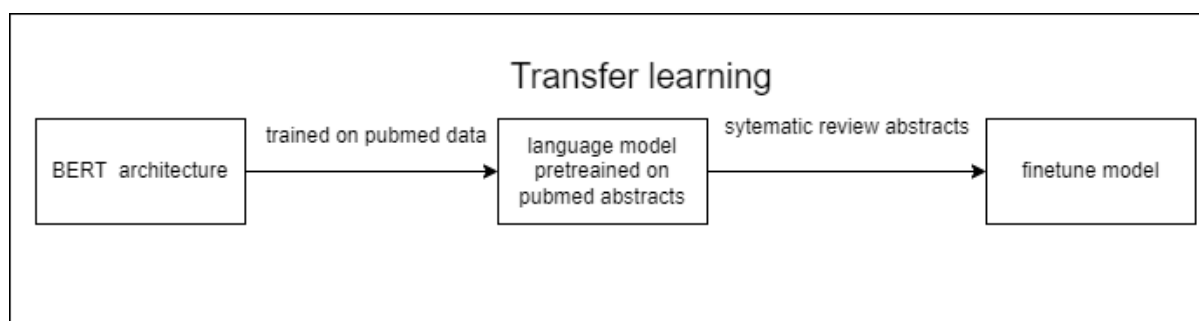 Transfer learning
trained on pubmed data
sytematic review abstracts
BERT architecture
language model
pretreained on
pubmed abstracts
finetune model